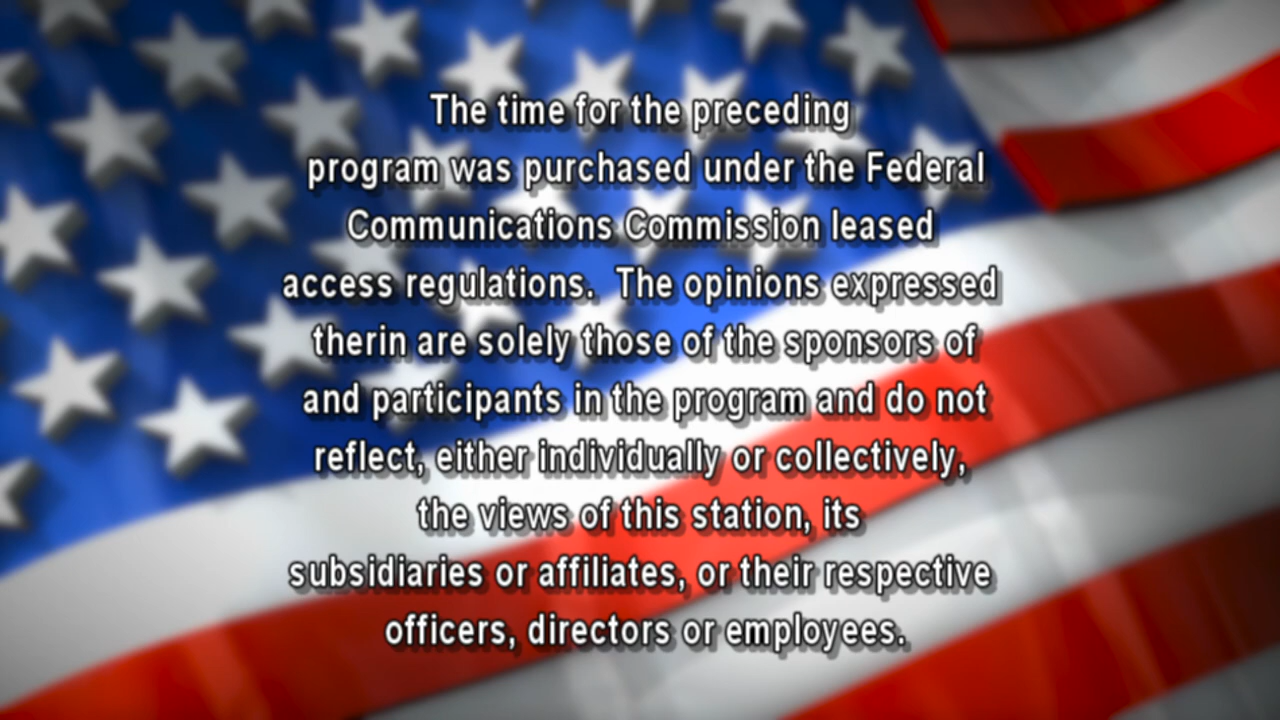 The time for the preceding
program was purchased under the Federal
Communications Commission leased
access regulations.  The opinions expressed
therin are solely those of the sponsors of
and participants in the program and do not
reflect, either individually or collectively,
the views of this station, its
subsidiaries or affiliates, or their respective
officers, directors or employees.